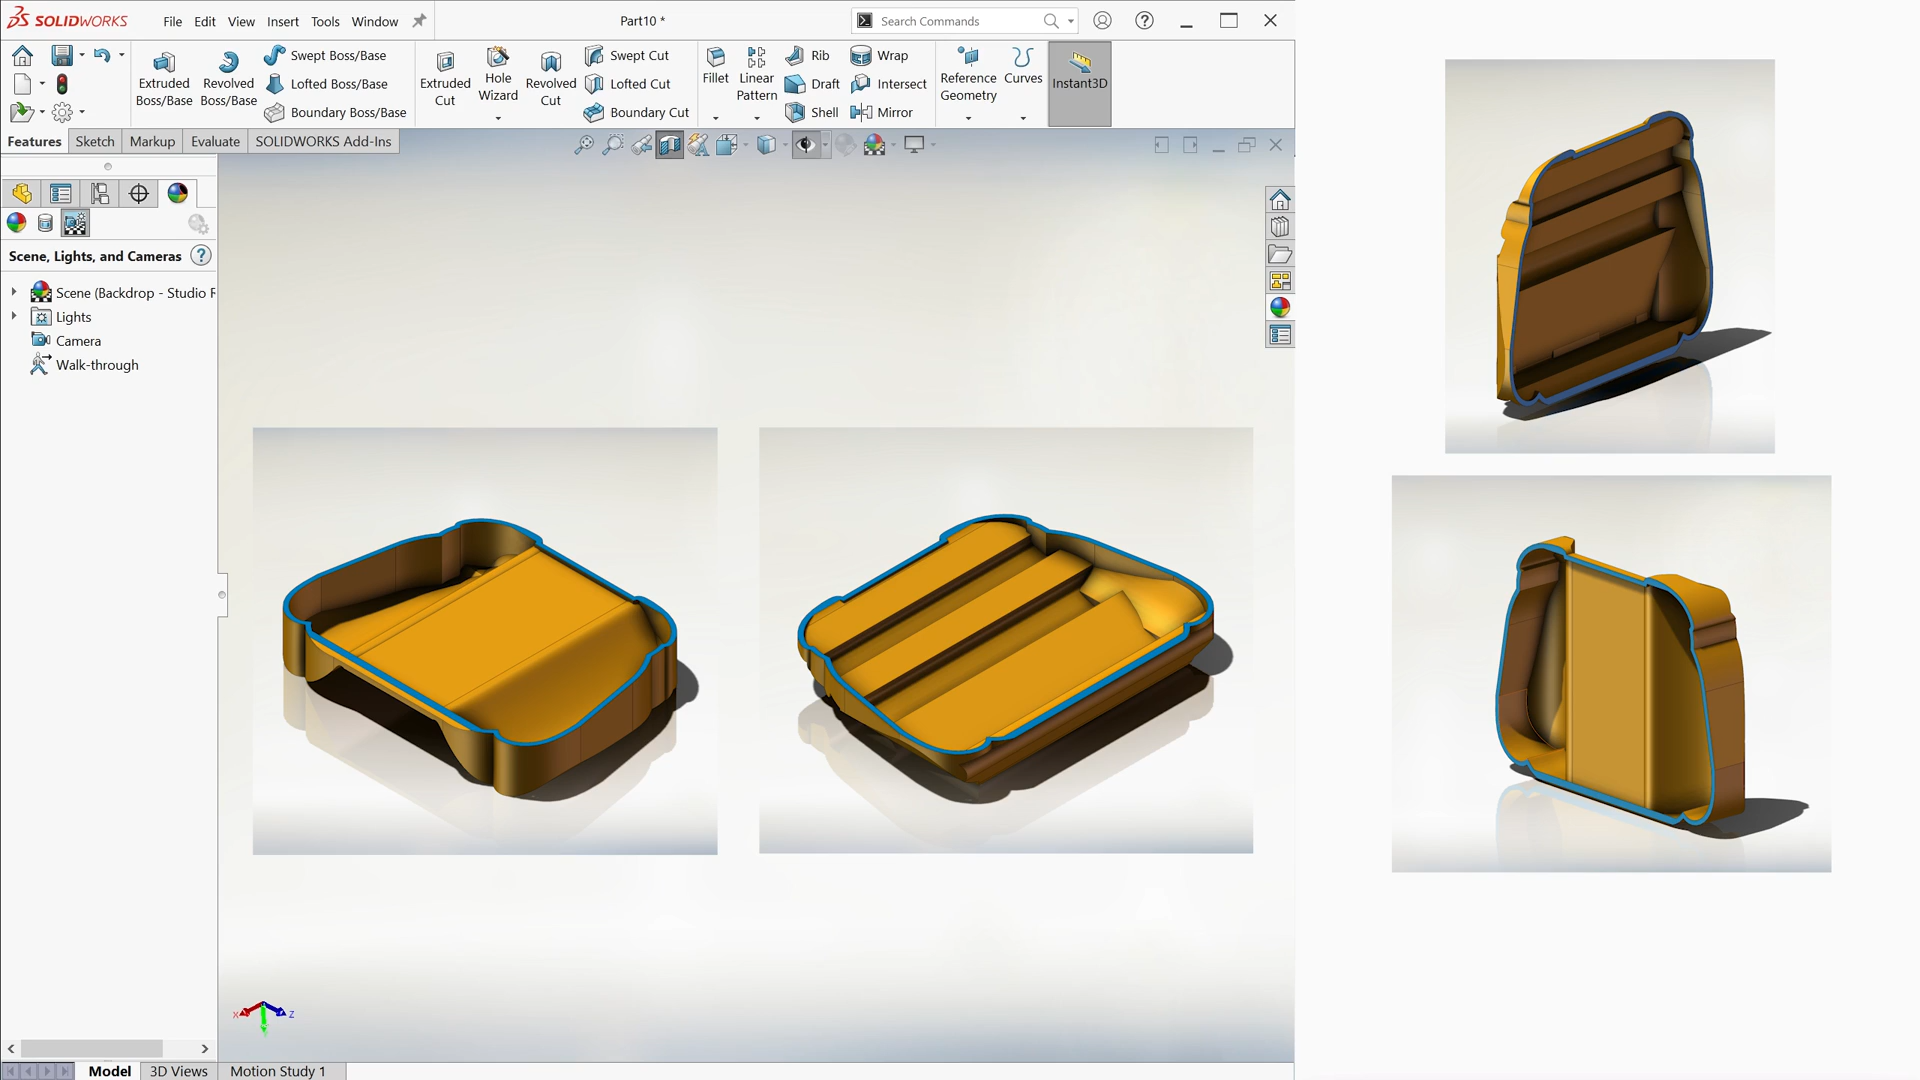 SOLIDWORKS
File Edit View Insert Tools Window
Part10 *
Search Commands
Extruded Boss/Base
Revolved Boss/Base
Swept Boss/Base
Lofted Boss/Base
Boundary Boss/Base
Extruded Cut
Hole Wizard
Revolved Cut
Swept Cut
Lofted Cut
Boundary Cut
Fillet
Linear Pattern
Rib
Draft
Shell
Wrap
Intersect
Mirror
Reference Geometry
Curves
Instant3D
Features Sketch Markup Evaluate SOLIDWORKS Add-Ins
Scene, Lights, and Cameras
Scene (Backdrop - Studio R
Lights
Camera
Walk-through
X Z
Model 3D Views Motion Study 1